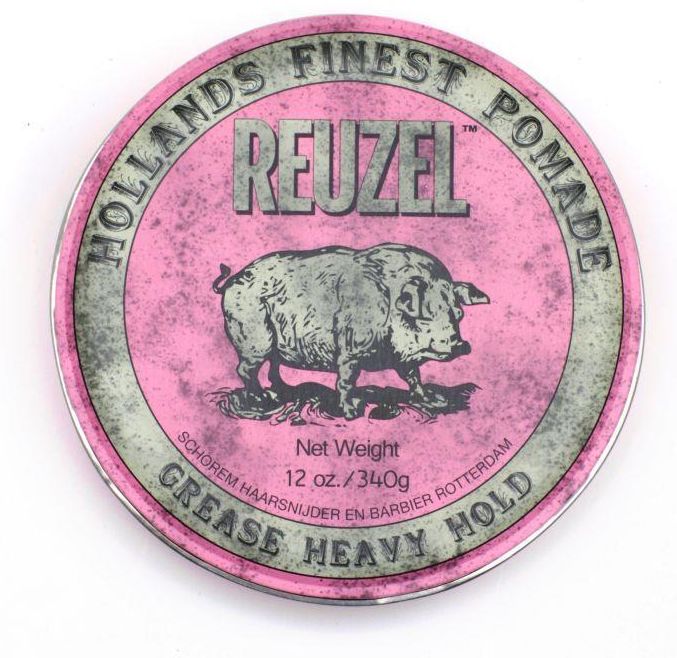 HOLLANDS FINEST POMADE
REUZEL™
Net Weight
12 oz./340g
SCHOREM HAARSNIJDER EN BARBIER ROTTERDAM
GREASE HEAVY HOLD